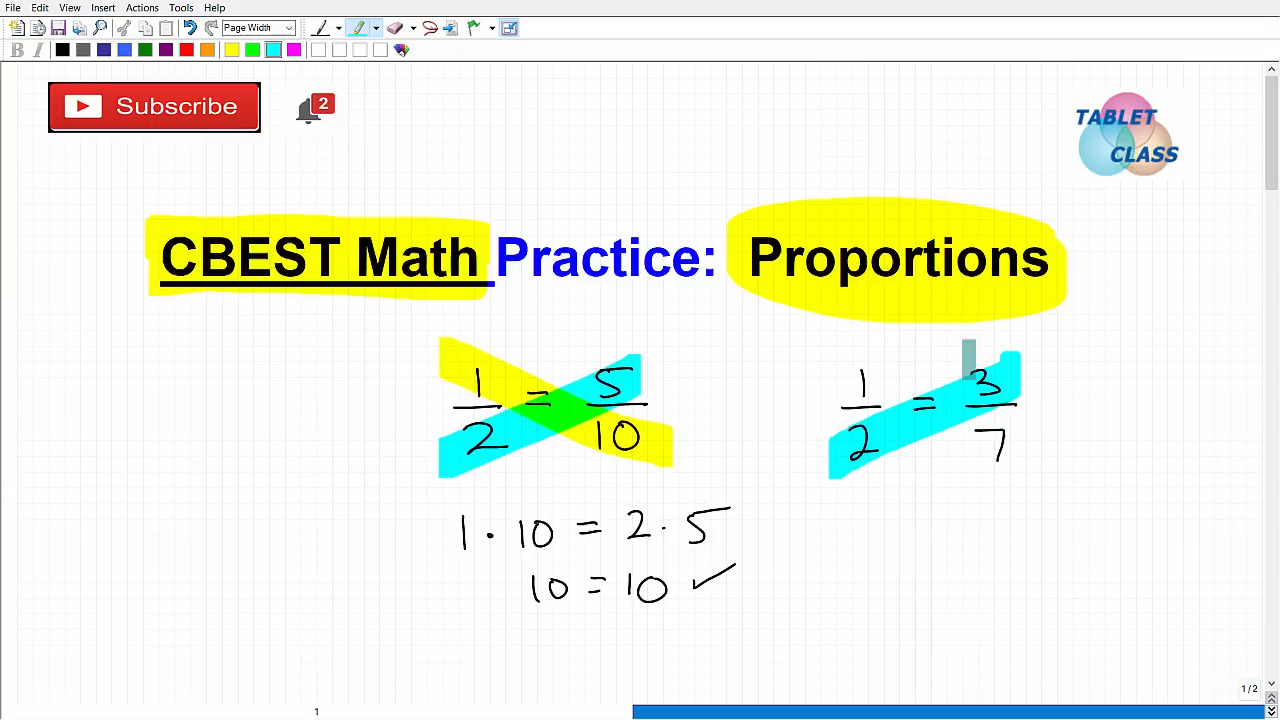 File Edit View Insert Actions Tools Help
Page Width
B I
Subscribe
2
TABLET
CLASS
CBEST Math Practice: Proportions
1/2 = 5/10
1/2 = 3/7
1 · 10 = 2 · 5
10 = 10 ✓
1/2
1